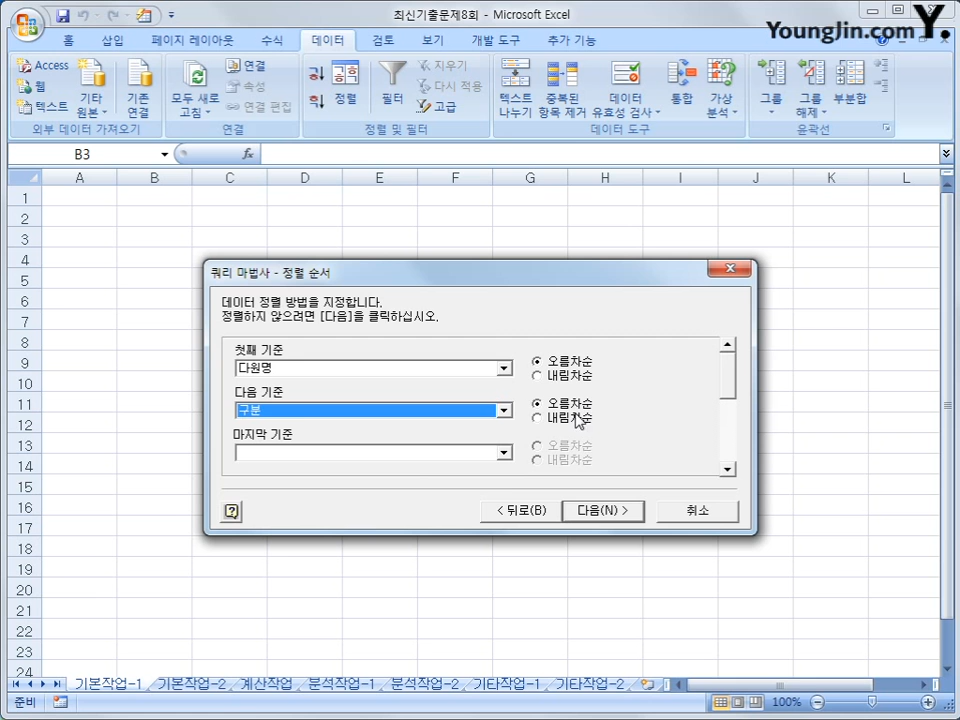 최신기출문제8회 - Microsoft Excel
YoungJin.com Y.
홈 삽입 페이지 레이아웃 수식 데이터 검토 보기 개발 도구 추가 기능
Access
웹
텍스트
기타 원본
기존 연결
외부 데이터 가져오기
모두 새로 고침
연결
속성
연결 편집
연결
정렬
필터
지우기
다시 적용
고급
정렬 및 필터
텍스트 나누기
중복된 항목 제거
데이터 유효성 검사
통합
가상 분석
데이터 도구
그룹
그룹 해제
부분합
윤곽선
B3 fx
A B C D E F G H I J K L
1
2
3
4
5
6
7
8
9
10
11
12
13
14
15
16
17
18
19
20
21
22
23
24
쿼리 마법사 - 정렬 순서
데이터 정렬 방법을 지정합니다.
정렬하지 않으려면 [다음]을 클릭하십시오.
첫째 기준
다원명
오름차순
내림차순
다음 기준
구분
오름차순
내림차순
마지막 기준
오름차순
내림차순
< 뒤로(B) 다음(N) > 취소
기본작업-1 기본작업-2 계산작업 분석작업-1 분석작업-2 기타작업-1 기타작업-2
준비 100%